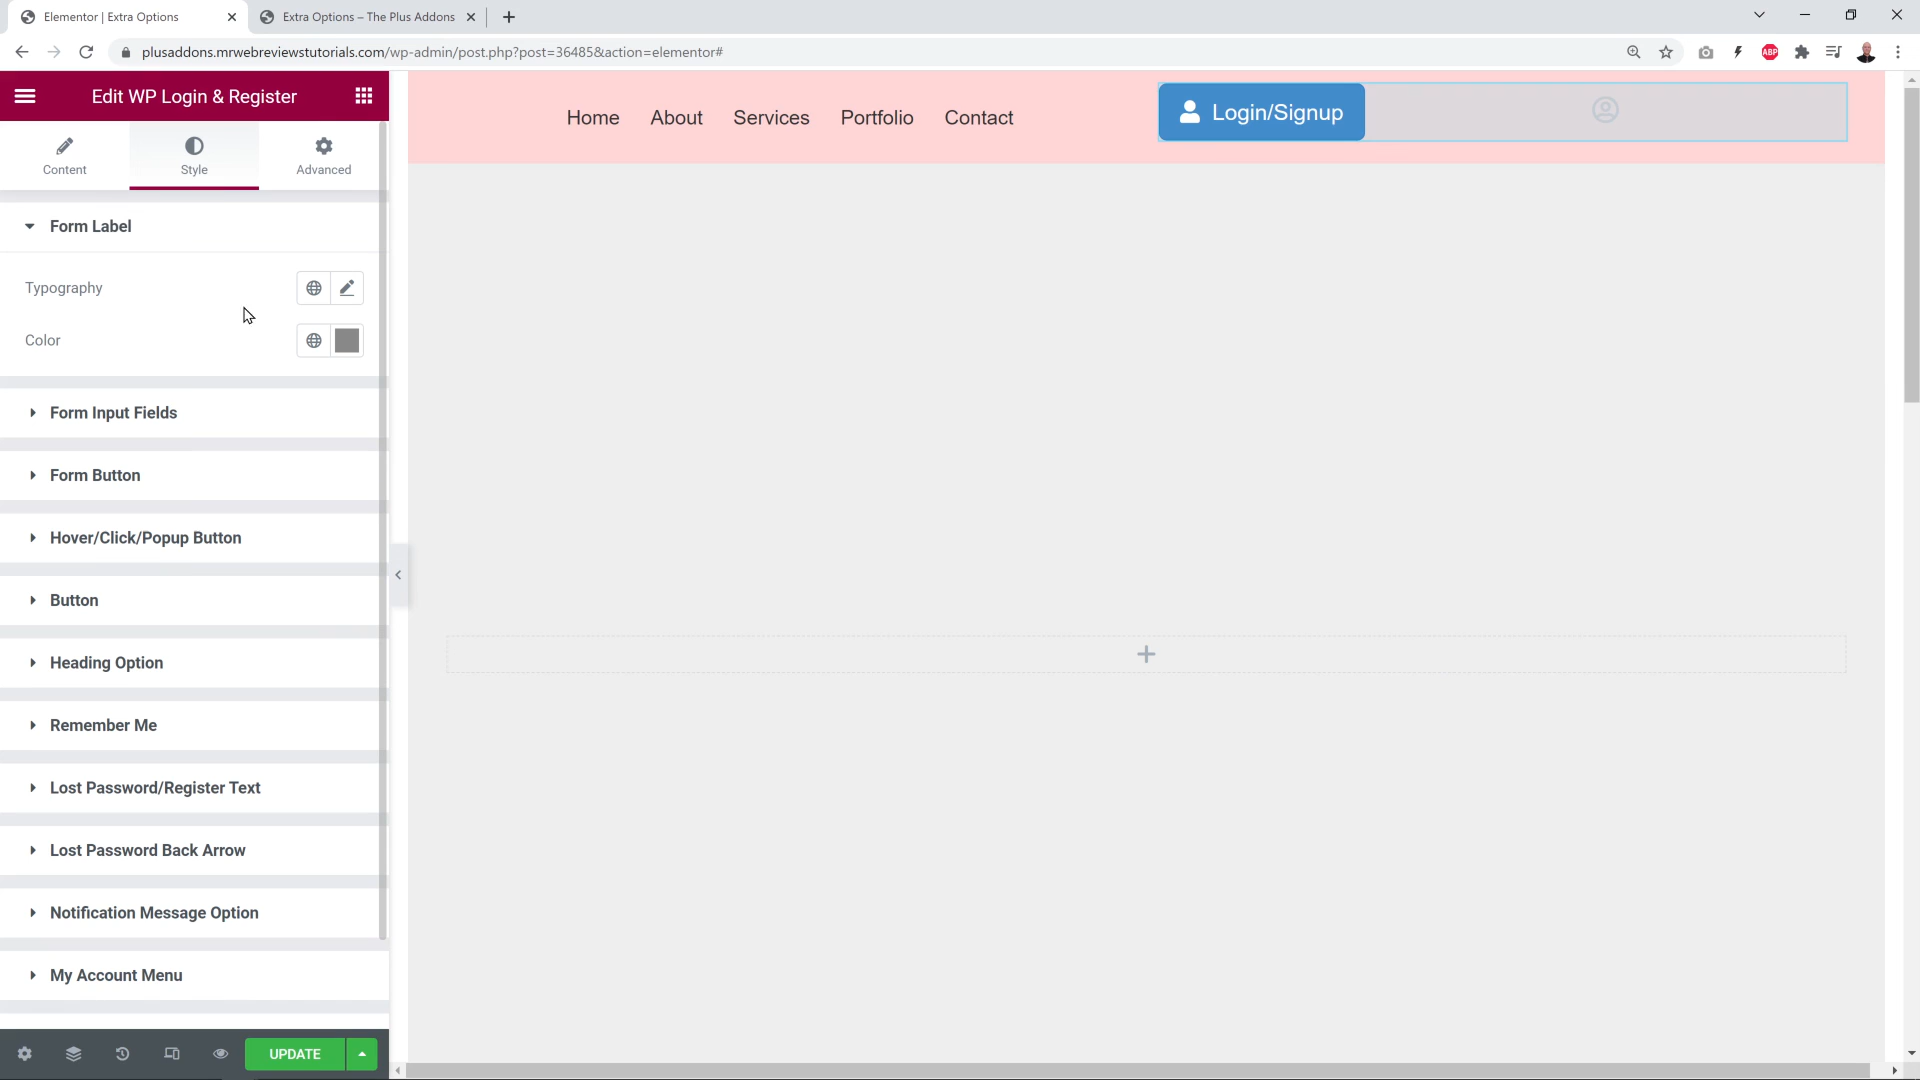 Elementor | Extra Options
Extra Options – The Plus Addons
plusaddons.mrwebreviewstutorials.com/wp-admin/post.php?post=36485&action=elementor#
ABP
Edit WP Login & Register
Content
Style
Advanced
Form Label
Typography
Color
Form Input Fields
Form Button
Hover/Click/Popup Button
Button
Heading Option
Remember Me
Lost Password/Register Text
Lost Password Back Arrow
Notification Message Option
My Account Menu
UPDATE
Home
About
Services
Portfolio
Contact
Login/Signup